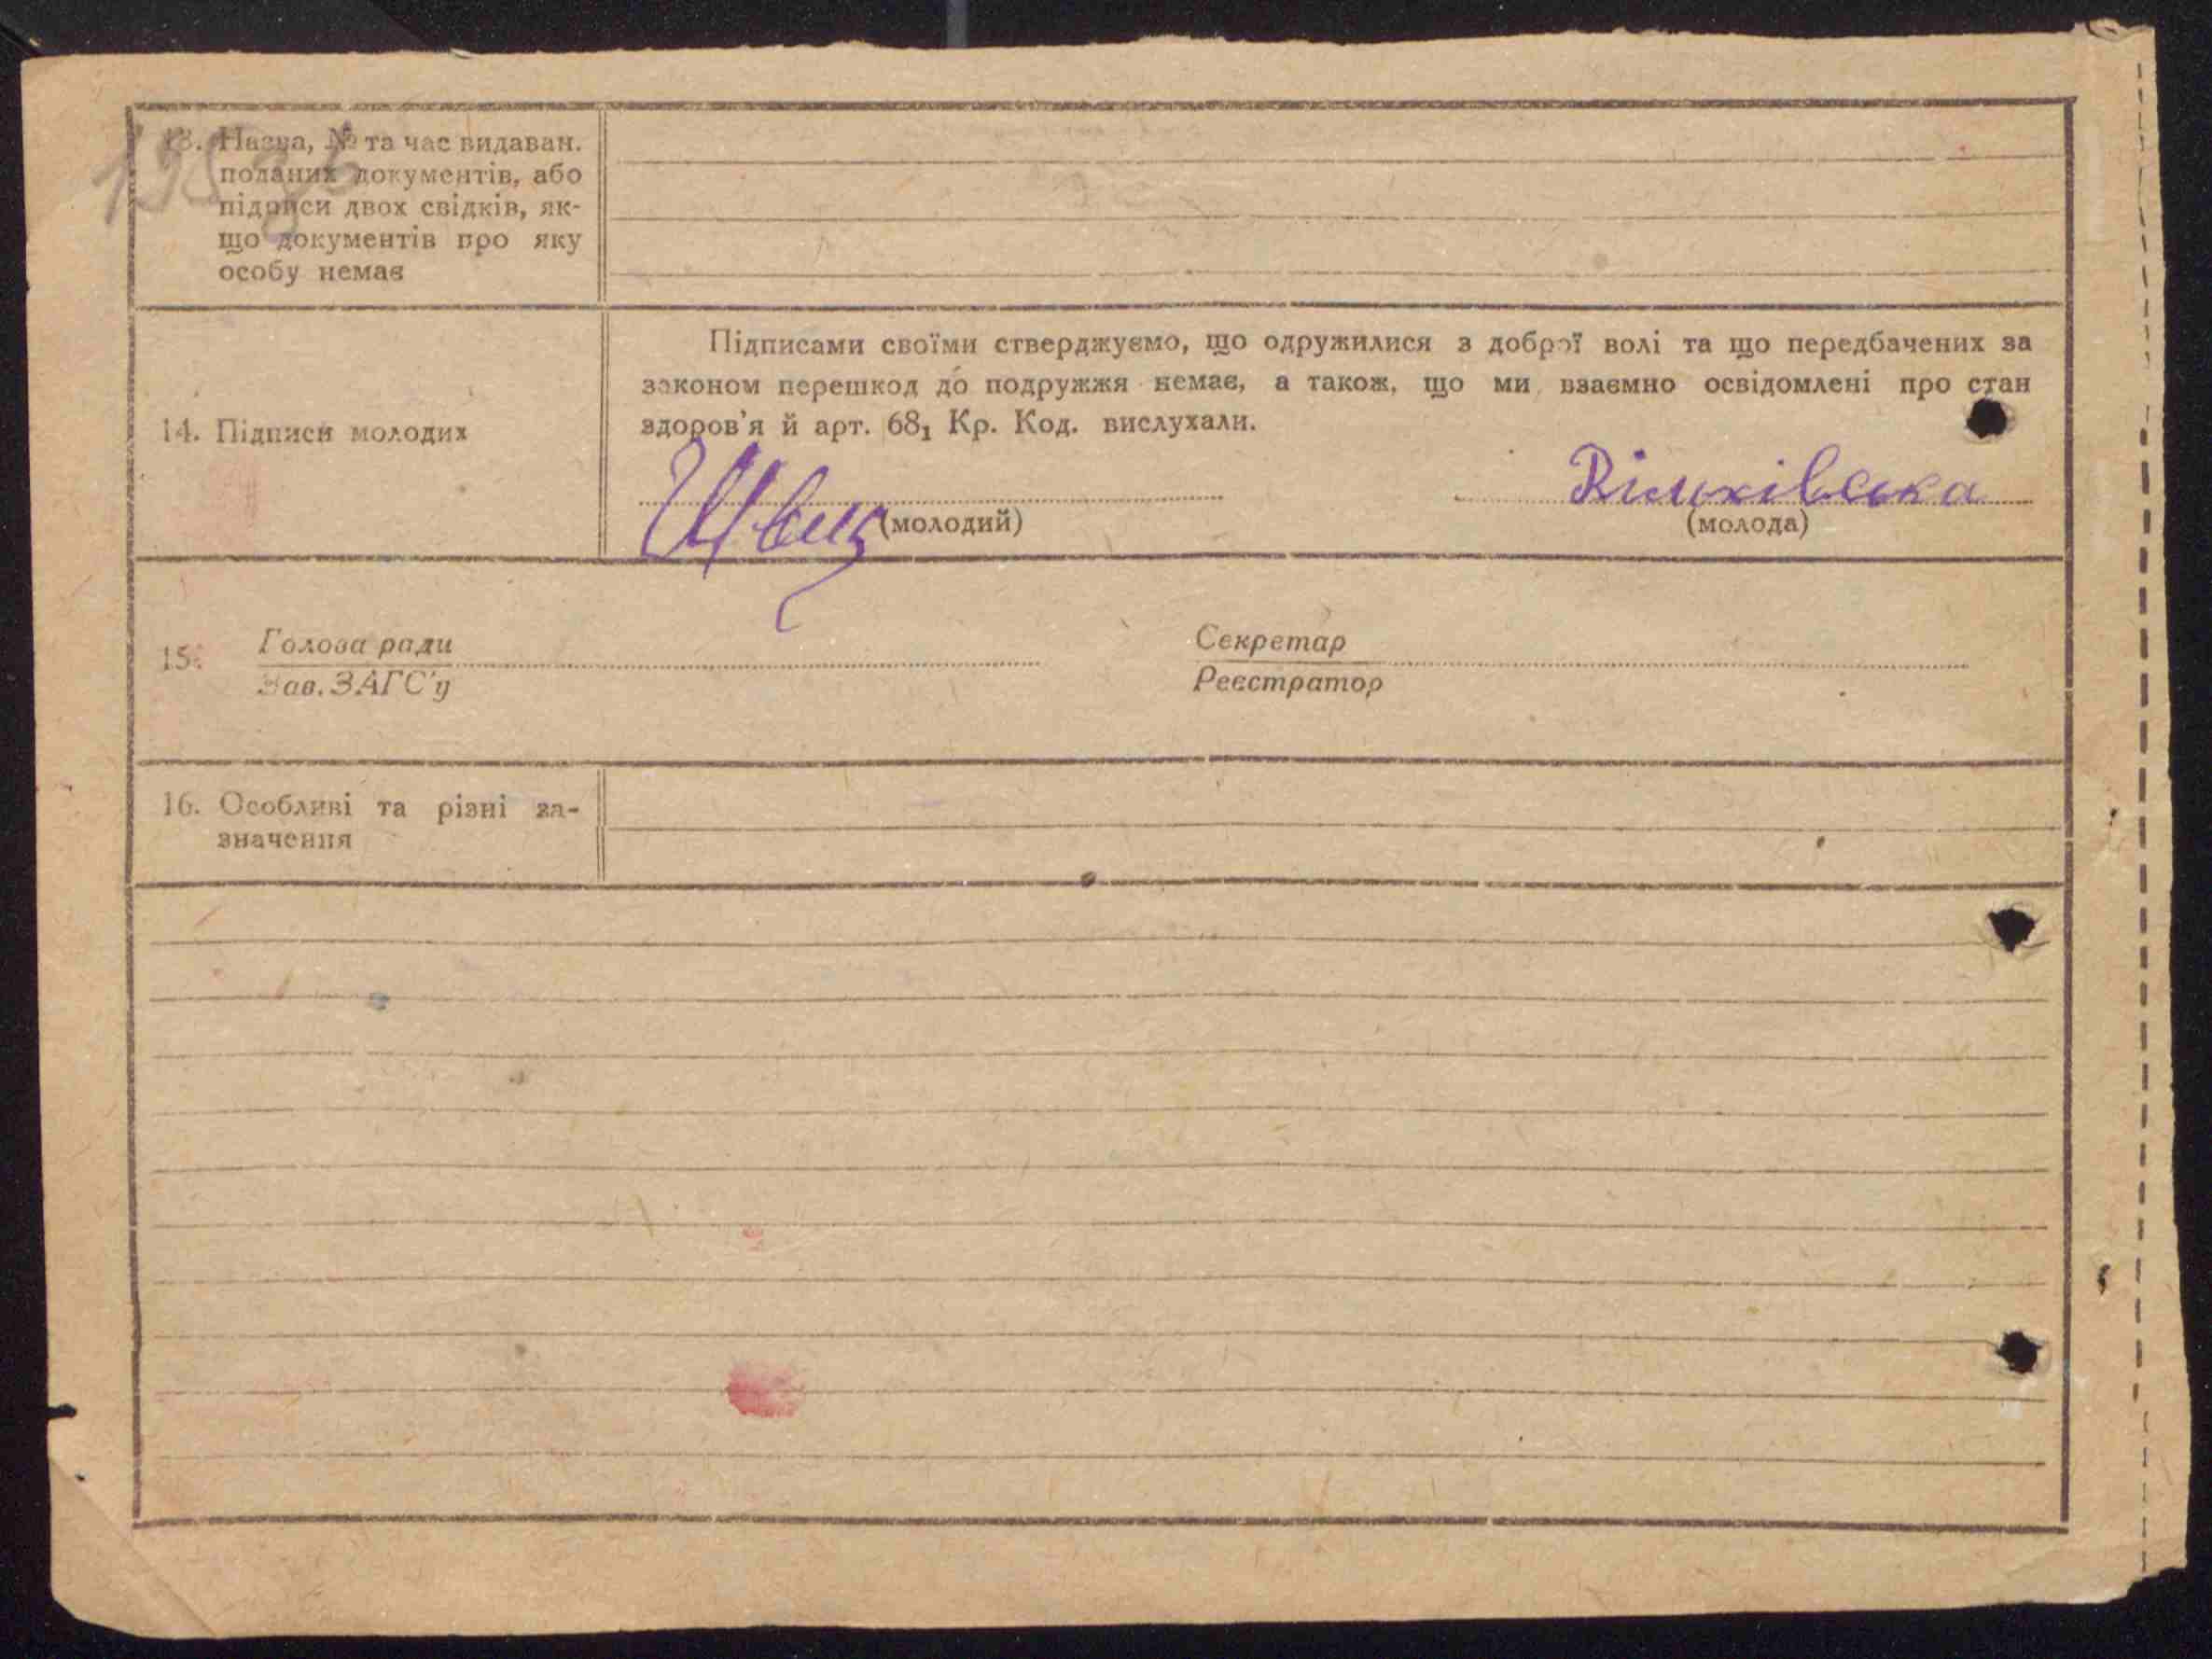 13. Назва, № та час видаван.
поданих документів, або
підписи двох свідків, як-
що документів про яку
особу немає
14. Підписи молодих
Підписами своїми стверджуємо, що одружилися з доброї волі та що передбачених за
законом перешкод до подружжя немає, а також, що ми взаємно освідомлені про стан
здоров'я й арт. 68₁ Кр. Код. вислухали.
Вільхівська
(молодий) (молода)
15. Голова ради Секретар
Зав. ЗАГС'у Реєстратор
16. Особливі та різні за-
значення